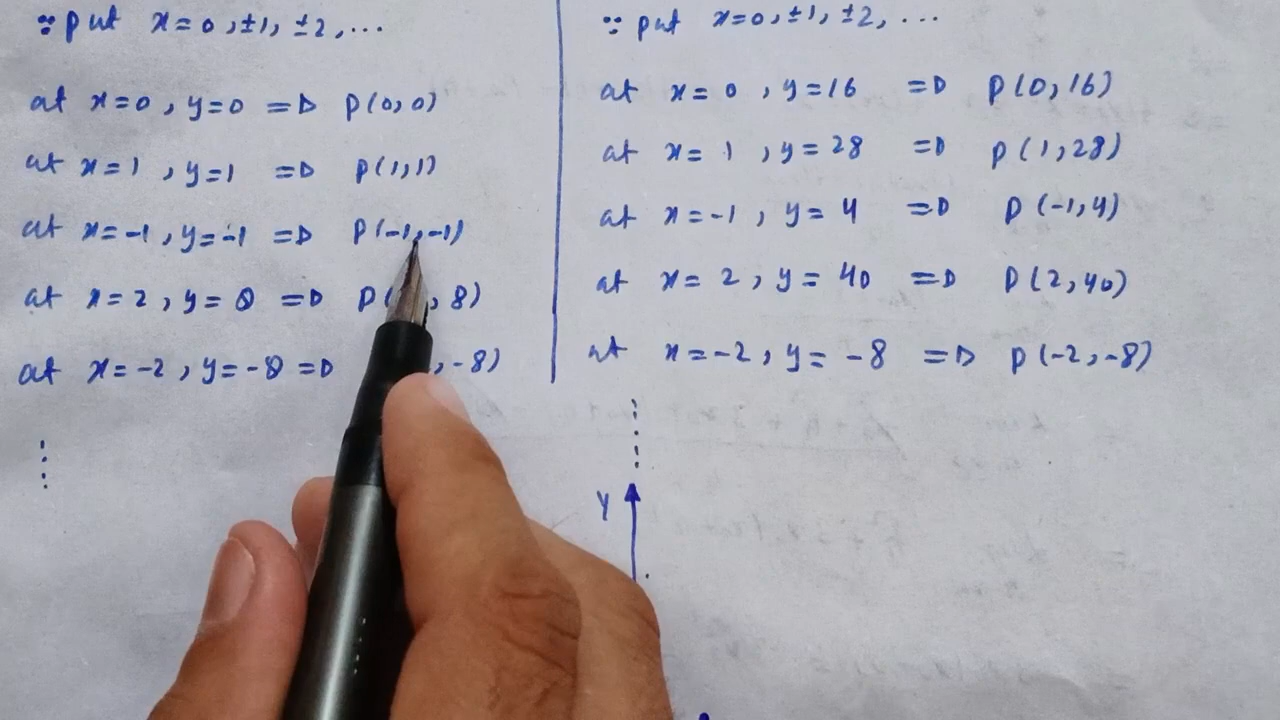 ∵ put x=0,±1, ±2,...
at x=0, y=0 => P(0,0)
at x=1, y=1 => P(1,1)
at x=-1, y=-1 => P(-1,-1)
at x=2, y=8 => P( , 8)
at x=-2, y=-8 => , -8)
⋮
∵ put x=0,±1, ±2, ...
at x=0, y=16 => P(0,16)
at x=1, y=28 => P(1,28)
at x=-1, y=4 => P(-1,4)
at x=2, y=40 => P(2,40)
at x=-2, y=-8 => P(-2,-8)
⋮
Y